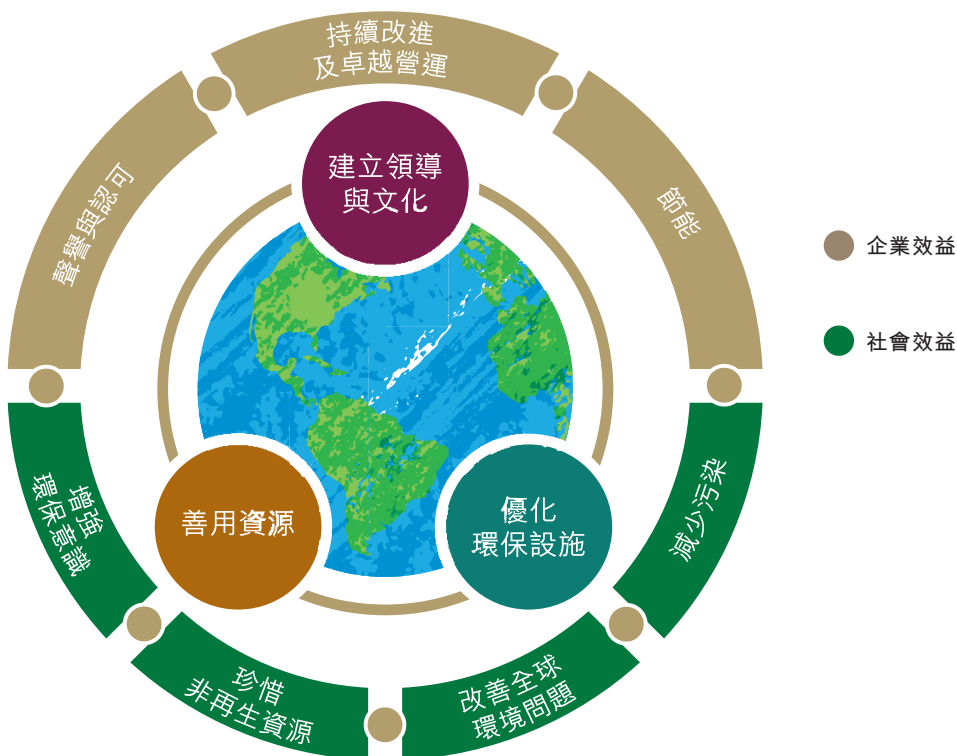 持續改進
及卓越營運
聲譽與認可
節能
建立領導
與文化
企業效益
社會效益
增強
環保意識
善用資源
優化
環保設施
減少污染
珍惜
非再生資源
改善全球
環境問題